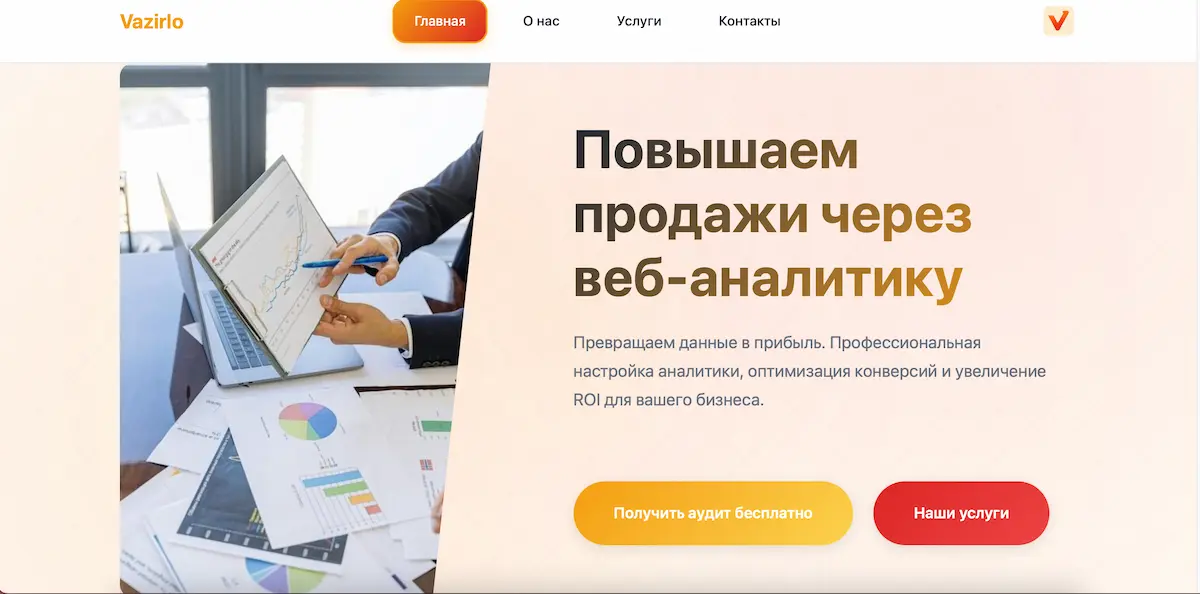 Vazirlo
Главная
О нас
Услуги
Контакты
Повышаем
продажи через
веб-аналитику
Превращаем данные в прибыль. Профессиональная
настройка аналитики, оптимизация конверсий и увеличение
ROI для вашего бизнеса.
Получить аудит бесплатно
Наши услуги